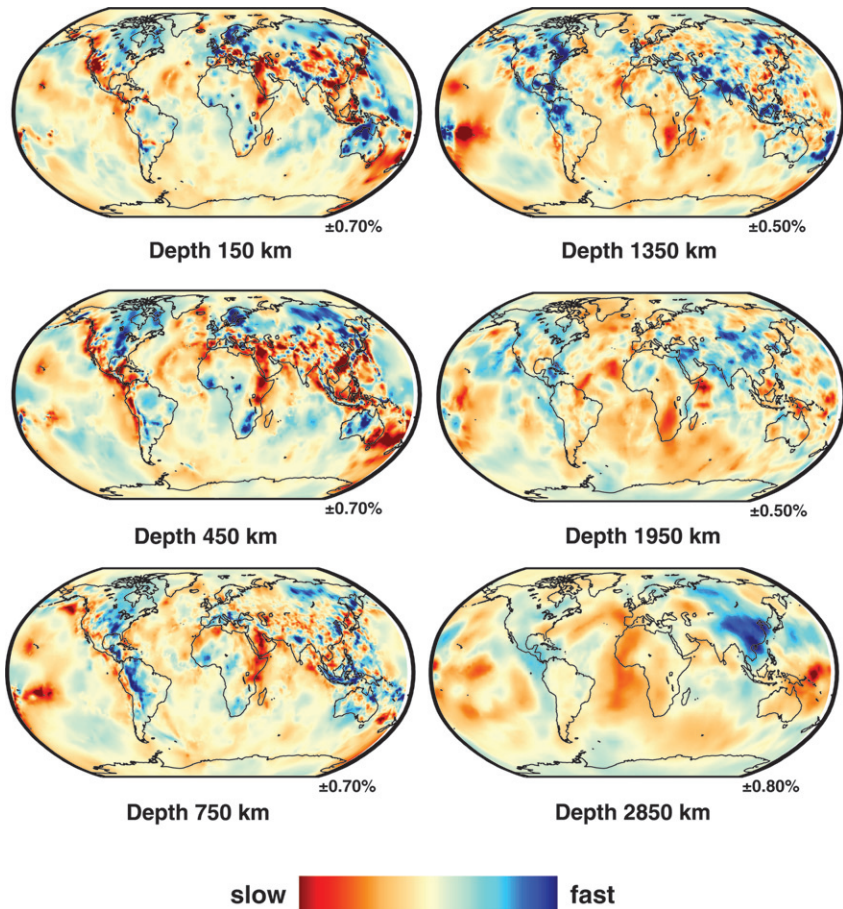 ±0.70%
Depth 150 km
±0.50%
Depth 1350 km
±0.70%
Depth 450 km
±0.50%
Depth 1950 km
±0.70%
Depth 750 km
±0.80%
Depth 2850 km
slow
fast